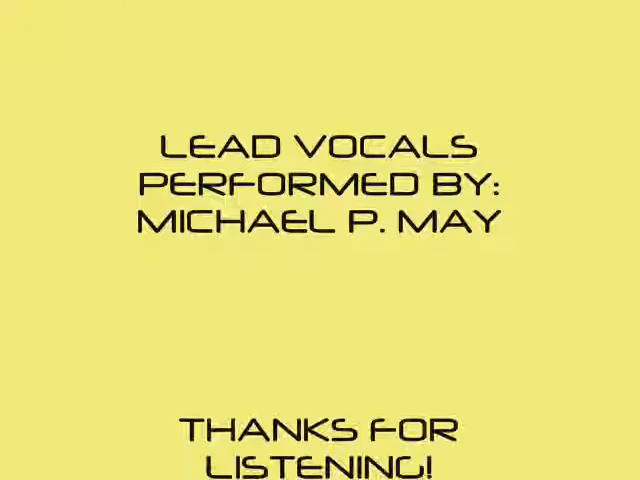 LEAD VOCALS
PERFORMED BY:
MICHAEL P. MAY
THANKS FOR
LISTENING!